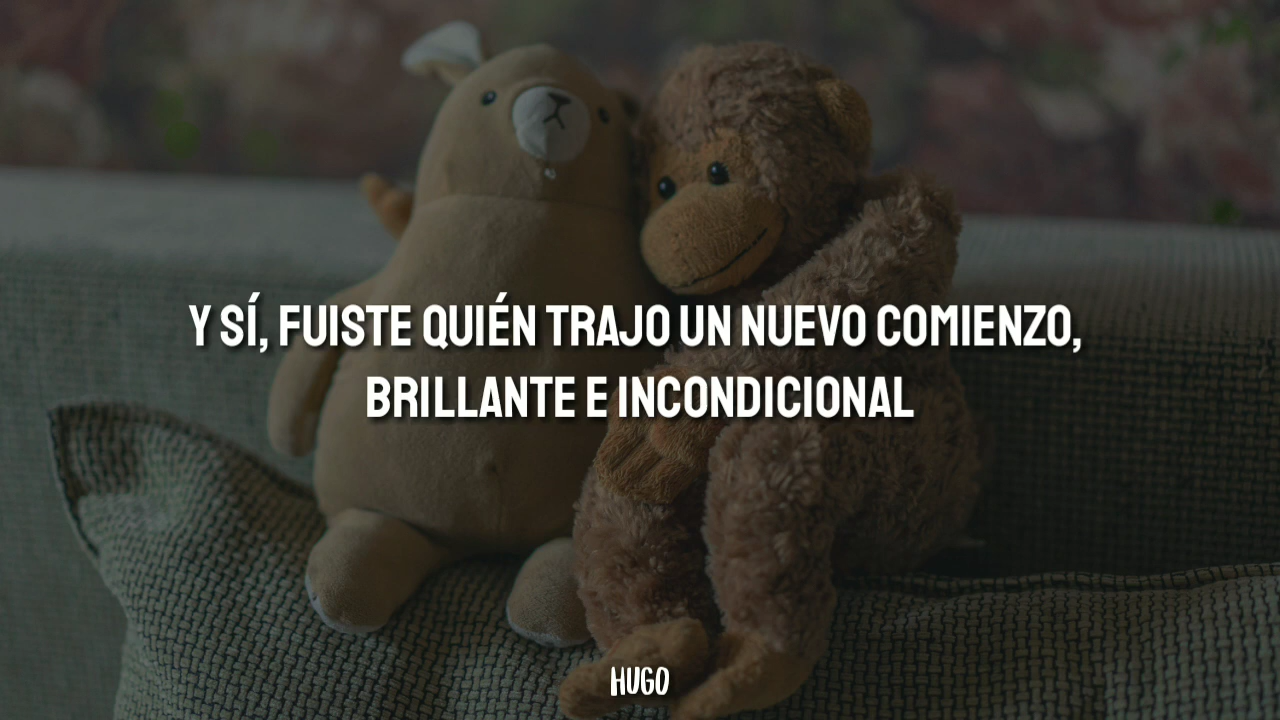 Y SÍ, FUISTE QUIÉN TRAJO UN NUEVO COMIENZO,
BRILLANTE E INCONDICIONAL
HUGO